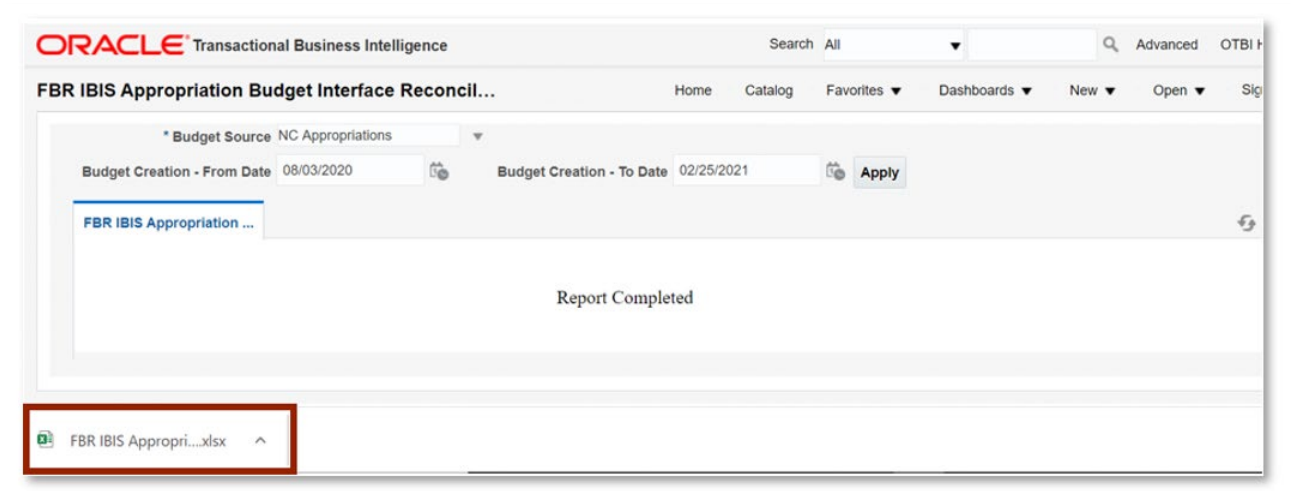 ORACLE Transactional Business Intelligence Search All Advanced OTBI H
FBR IBIS Appropriation Budget Interface Reconcil... Home Catalog Favorites Dashboards New Open Sig
* Budget Source NC Appropriations
Budget Creation - From Date 08/03/2020 Budget Creation - To Date 02/25/2021 Apply
FBR IBIS Appropriation ...
Report Completed
FBR IBIS Appropri....xlsx